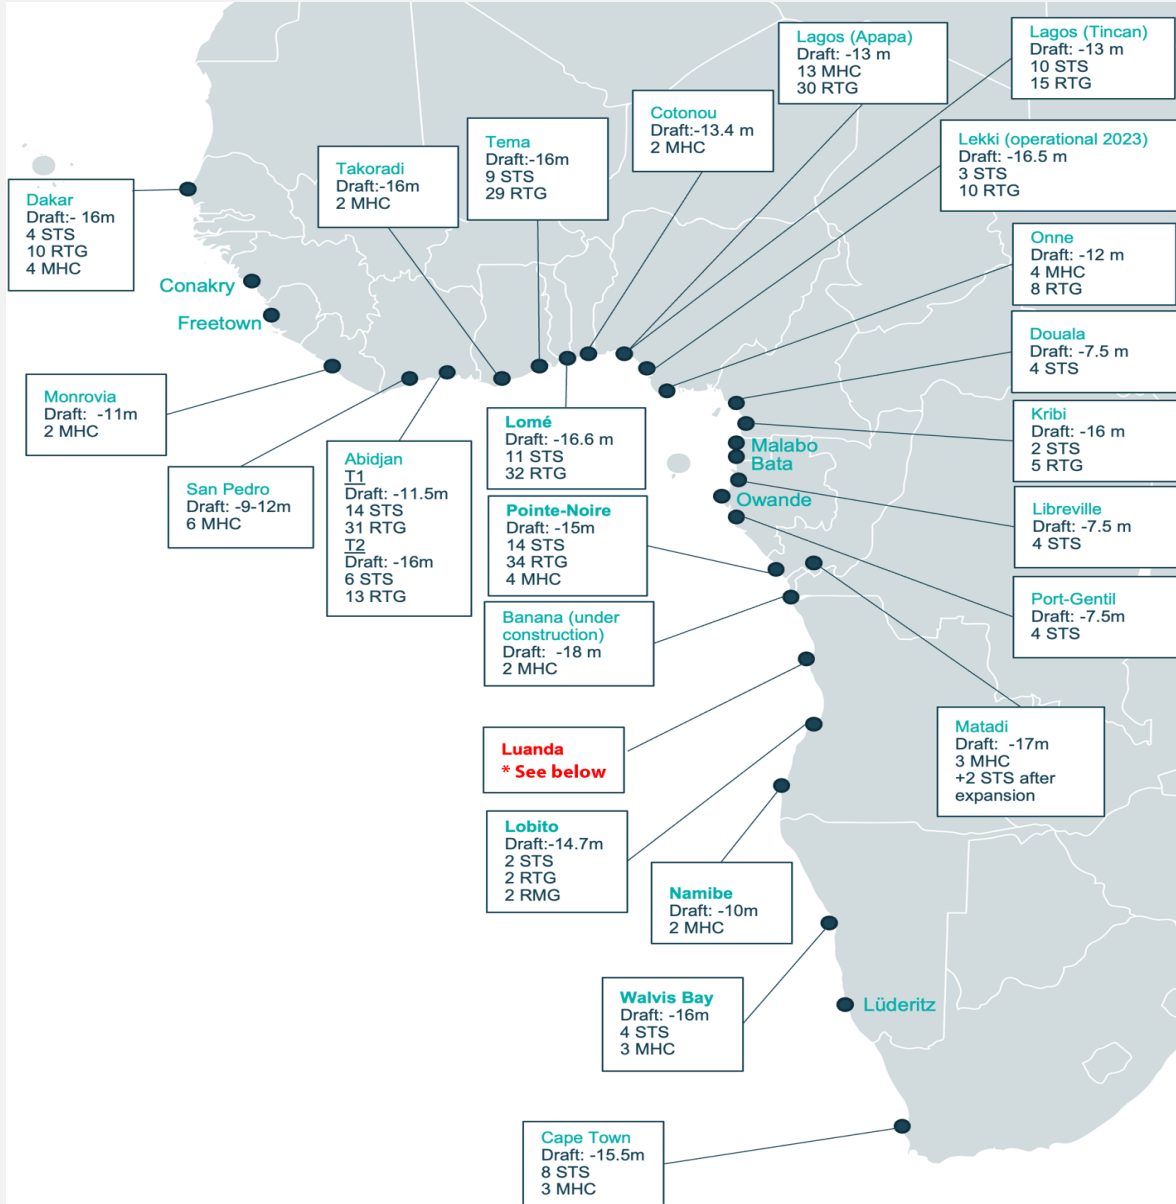 Lagos (Apapa)
Draft: -13 m
13 MHC
30 RTG
Lagos (Tincan)
Draft: -13 m
10 STS
15 RTG
Cotonou
Draft:-13.4 m
2 MHC
Tema
Draft:-16m
9 STS
29 RTG
Lekki (operational 2023)
Draft: -16.5 m
3 STS
10 RTG
Takoradi
Draft:-16m
2 MHC
Dakar
Draft:- 16m
4 STS
10 RTG
4 MHC
Onne
Draft: -12 m
4 MHC
8 RTG
Conakry
Freetown
Douala
Draft: -7.5 m
4 STS
Monrovia
Draft: -11m
2 MHC
Kribi
Draft: -16 m
2 STS
5 RTG
Lomé
Draft: -16.6 m
11 STS
32 RTG
Malabo
Bata
Owande
Abidjan
T1
Draft: -11.5m
14 STS
31 RTG
T2
Draft: -16m
6 STS
13 RTG
San Pedro
Draft: -9-12m
6 MHC
Pointe-Noire
Draft: -15m
14 STS
34 RTG
4 MHC
Libreville
Draft: -7.5 m
4 STS
Port-Gentil
Draft: -7.5m
4 STS
Banana (under
construction)
Draft: -18 m
2 MHC
Matadi
Draft: -17m
3 MHC
+2 STS after
expansion
Luanda
* See below
Lobito
Draft:-14.7m
2 STS
2 RTG
2 RMG
Namibe
Draft: -10m
2 MHC
Walvis Bay
Draft: -16m
4 STS
3 MHC
Lüderitz
Cape Town
Draft: -15.5m
8 STS
3 MHC